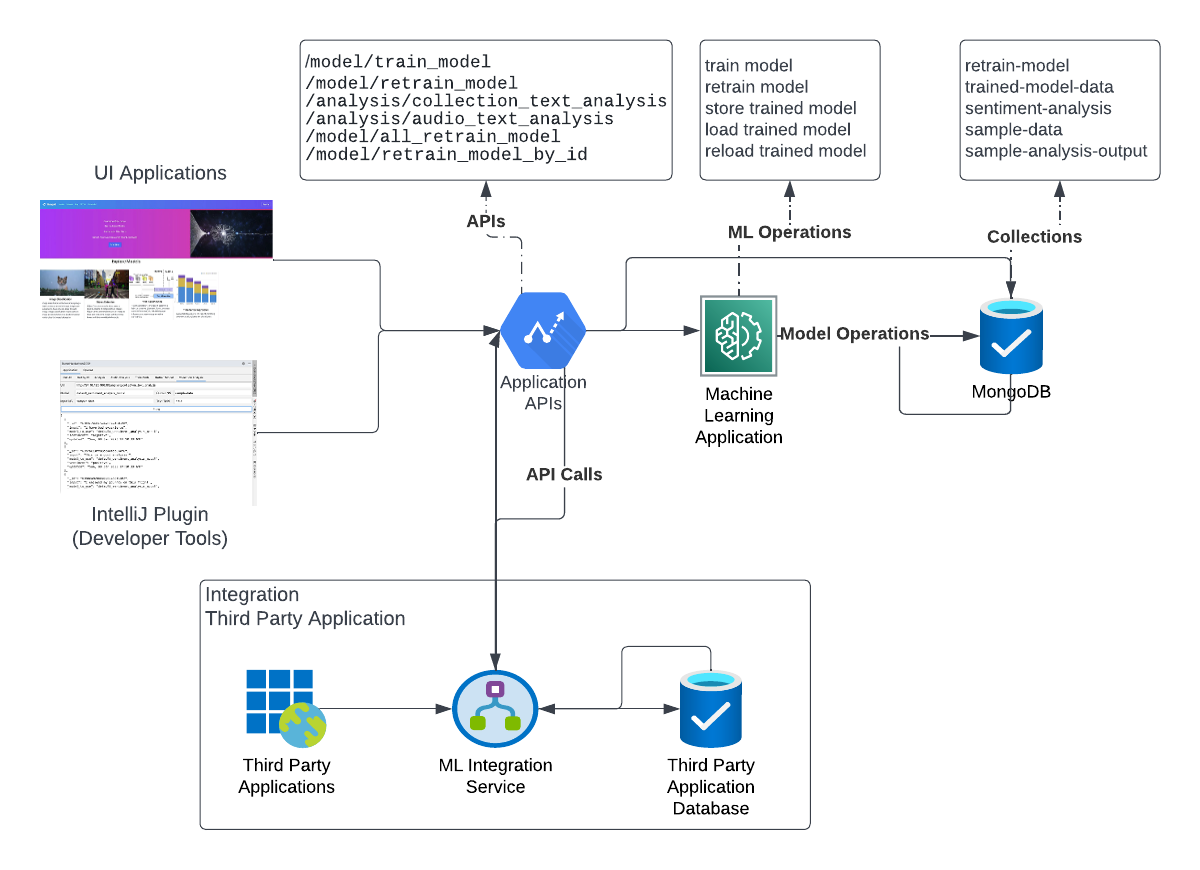 /model/train_model
/model/retrain_model
/analysis/collection_text_analysis
/analysis/audio_text_analysis
/model/all_retrain_model
/model/retrain_model_by_id
train model
retrain model
store trained model
load trained model
reload trained model
retrain-model
trained-model-data
sentiment-analysis
sample-data
sample-analysis-output
UI Applications
APIs
ML Operations
Collections
Application
APIs
Model Operations
Machine
Learning
Application
MongoDB
API Calls
IntelliJ Plugin
(Developer Tools)
Integration
Third Party Application
Third Party
Applications
ML Integration
Service
Third Party
Application
Database